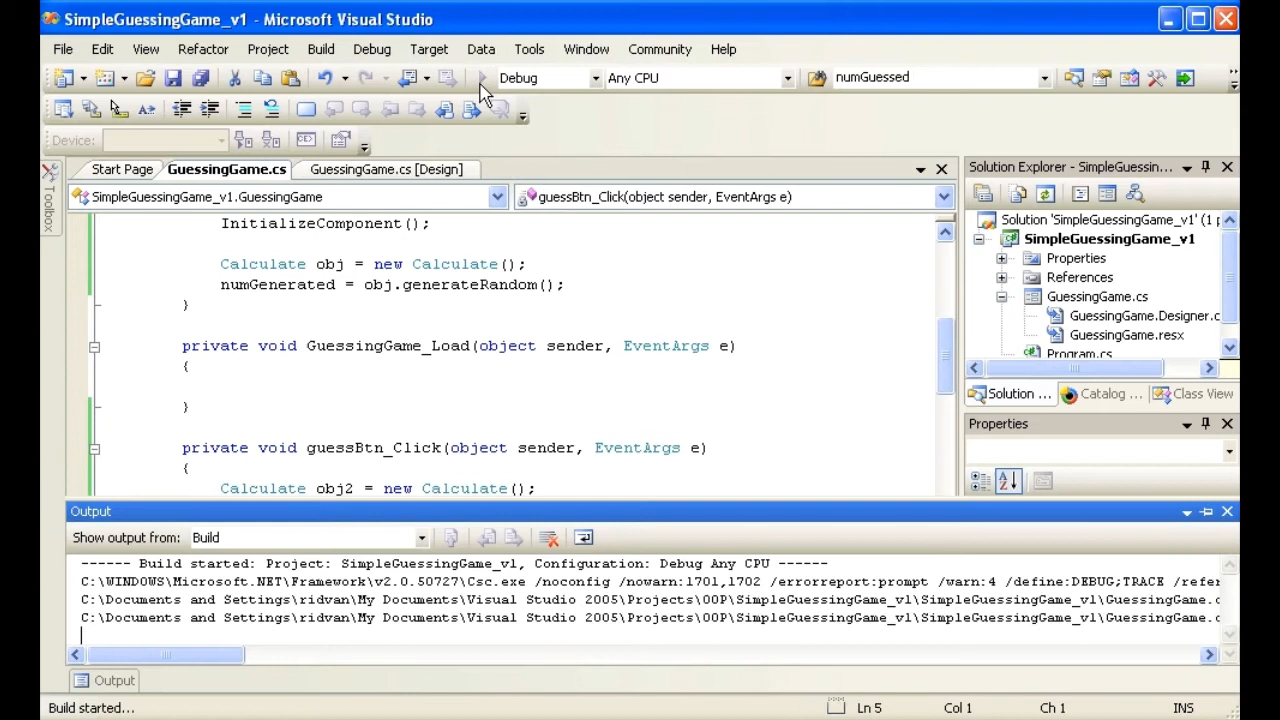 SimpleGuessingGame_v1 - Microsoft Visual Studio
File Edit View Refactor Project Build Debug Target Data Tools Window Community Help
Debug Any CPU numGuessed
Device:
Start Page GuessingGame.cs GuessingGame.cs [Design]
SimpleGuessingGame_v1.GuessingGame guessBtn_Click(object sender, EventArgs e)
Toolbox
InitializeComponent();
Calculate obj = new Calculate();
numGenerated = obj.generateRandom();
}
private void GuessingGame_Load(object sender, EventArgs e)
{
}
private void guessBtn_Click(object sender, EventArgs e)
{
Calculate obj2 = new Calculate();
Solution Explorer - SimpleGuessin...
Solution 'SimpleGuessingGame_v1' (1 p
SimpleGuessingGame_v1
Properties
References
GuessingGame.cs
GuessingGame.Designer.c
GuessingGame.resx
Program.cs
Solution ... Catalog ... Class View
Properties
Output
Show output from: Build
------ Build started: Project: SimpleGuessingGame_v1, Configuration: Debug Any CPU ------
C:\WINDOWS\Microsoft.NET\Framework\v2.0.50727\Csc.exe /noconfig /nowarn:1701,1702 /errorreport:prompt /warn:4 /define:DEBUG;TRACE /refer
C:\Documents and Settings\ridvan\My Documents\Visual Studio 2005\Projects\OOP\SimpleGuessingGame_v1\SimpleGuessingGame_v1\GuessingGame.c
C:\Documents and Settings\ridvan\My Documents\Visual Studio 2005\Projects\OOP\SimpleGuessingGame_v1\SimpleGuessingGame_v1\GuessingGame.c
Output
Build started... Ln 5 Col 1 Ch 1 INS